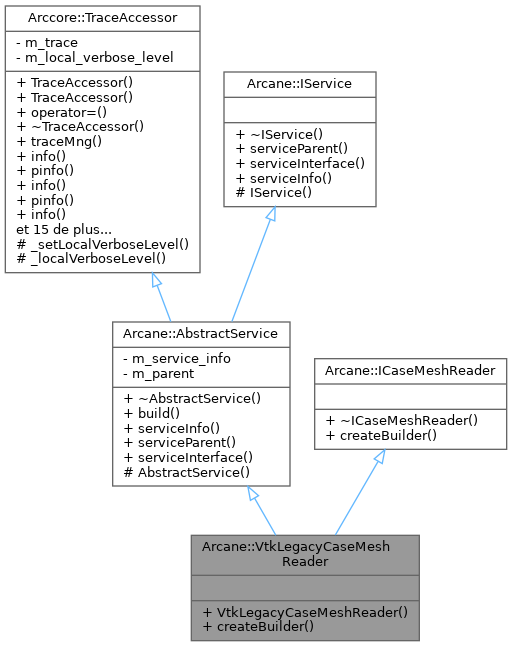 Arccore::TraceAccessor
- m_trace
- m_local_verbose_level
+ TraceAccessor()
+ TraceAccessor()
+ operator=()
+ ~TraceAccessor()
+ traceMng()
+ info()
+ pinfo()
+ info()
+ pinfo()
+ info()
et 15 de plus...
# _setLocalVerboseLevel()
# _localVerboseLevel()
Arcane::IService
+ ~IService()
+ serviceParent()
+ serviceInterface()
+ serviceInfo()
# IService()
Arcane::AbstractService
- m_service_info
- m_parent
+ ~AbstractService()
+ build()
+ serviceInfo()
+ serviceParent()
+ serviceInterface()
# AbstractService()
Arcane::ICaseMeshReader
+ ~ICaseMeshReader()
+ createBuilder()
Arcane::VtkLegacyCaseMesh
Reader
+ VtkLegacyCaseMeshReader()
+ createBuilder()